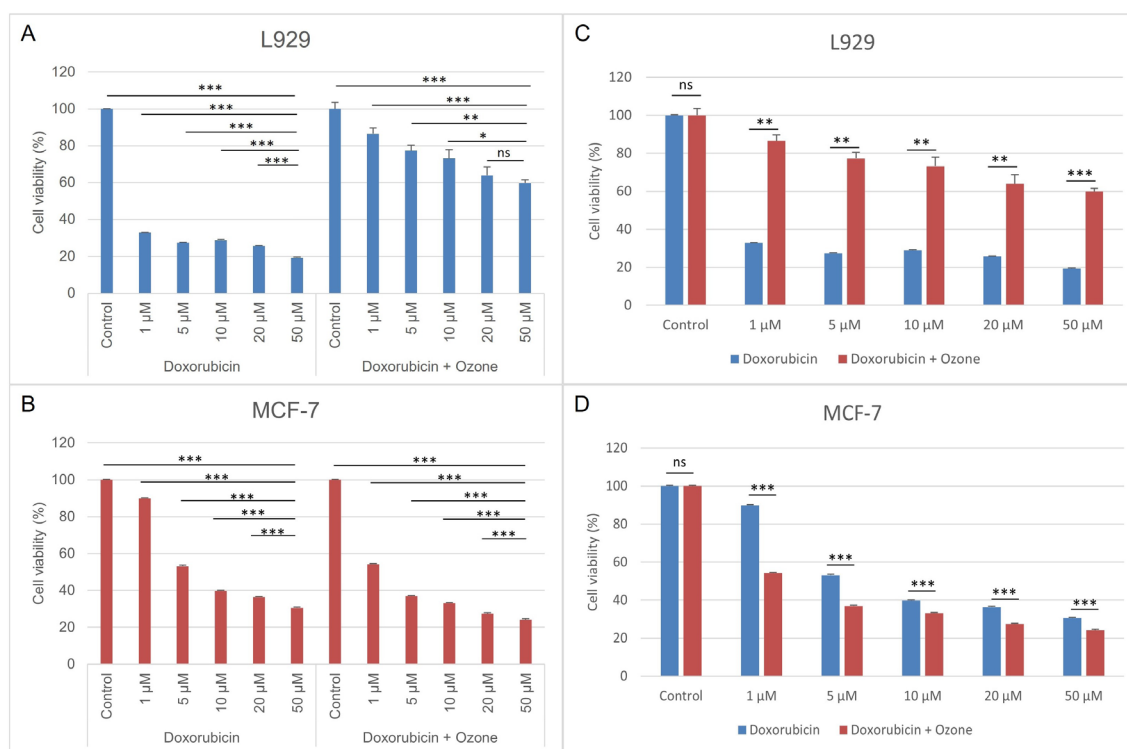 A
L929
120
100
80
60
40
20
0
Cell viability (%)
***
***
***
***
***
***
***
**
*
ns
Control
1 µM
5 µM
10 µM
20 µM
50 µM
Control
1 µM
5 µM
10 µM
20 µM
50 µM
Doxorubicin
Doxorubicin + Ozone
B
MCF-7
120
100
80
60
40
20
0
Cell viability (%)
***
***
***
***
***
***
***
***
***
***
Control
1 µM
5 µM
10 µM
20 µM
50 µM
Control
1 µM
5 µM
10 µM
20 µM
50 µM
Doxorubicin
Doxorubicin + Ozone
C
L929
120
100
80
60
40
20
0
Cell viability (%)
ns
**
**
**
**
***
Control
1 µM
5 µM
10 µM
20 µM
50 µM
Doxorubicin
Doxorubicin + Ozone
D
MCF-7
120
100
80
60
40
20
0
Cell viability (%)
ns
***
***
***
***
***
Control
1 µM
5 µM
10 µM
20 µM
50 µM
Doxorubicin
Doxorubicin + Ozone